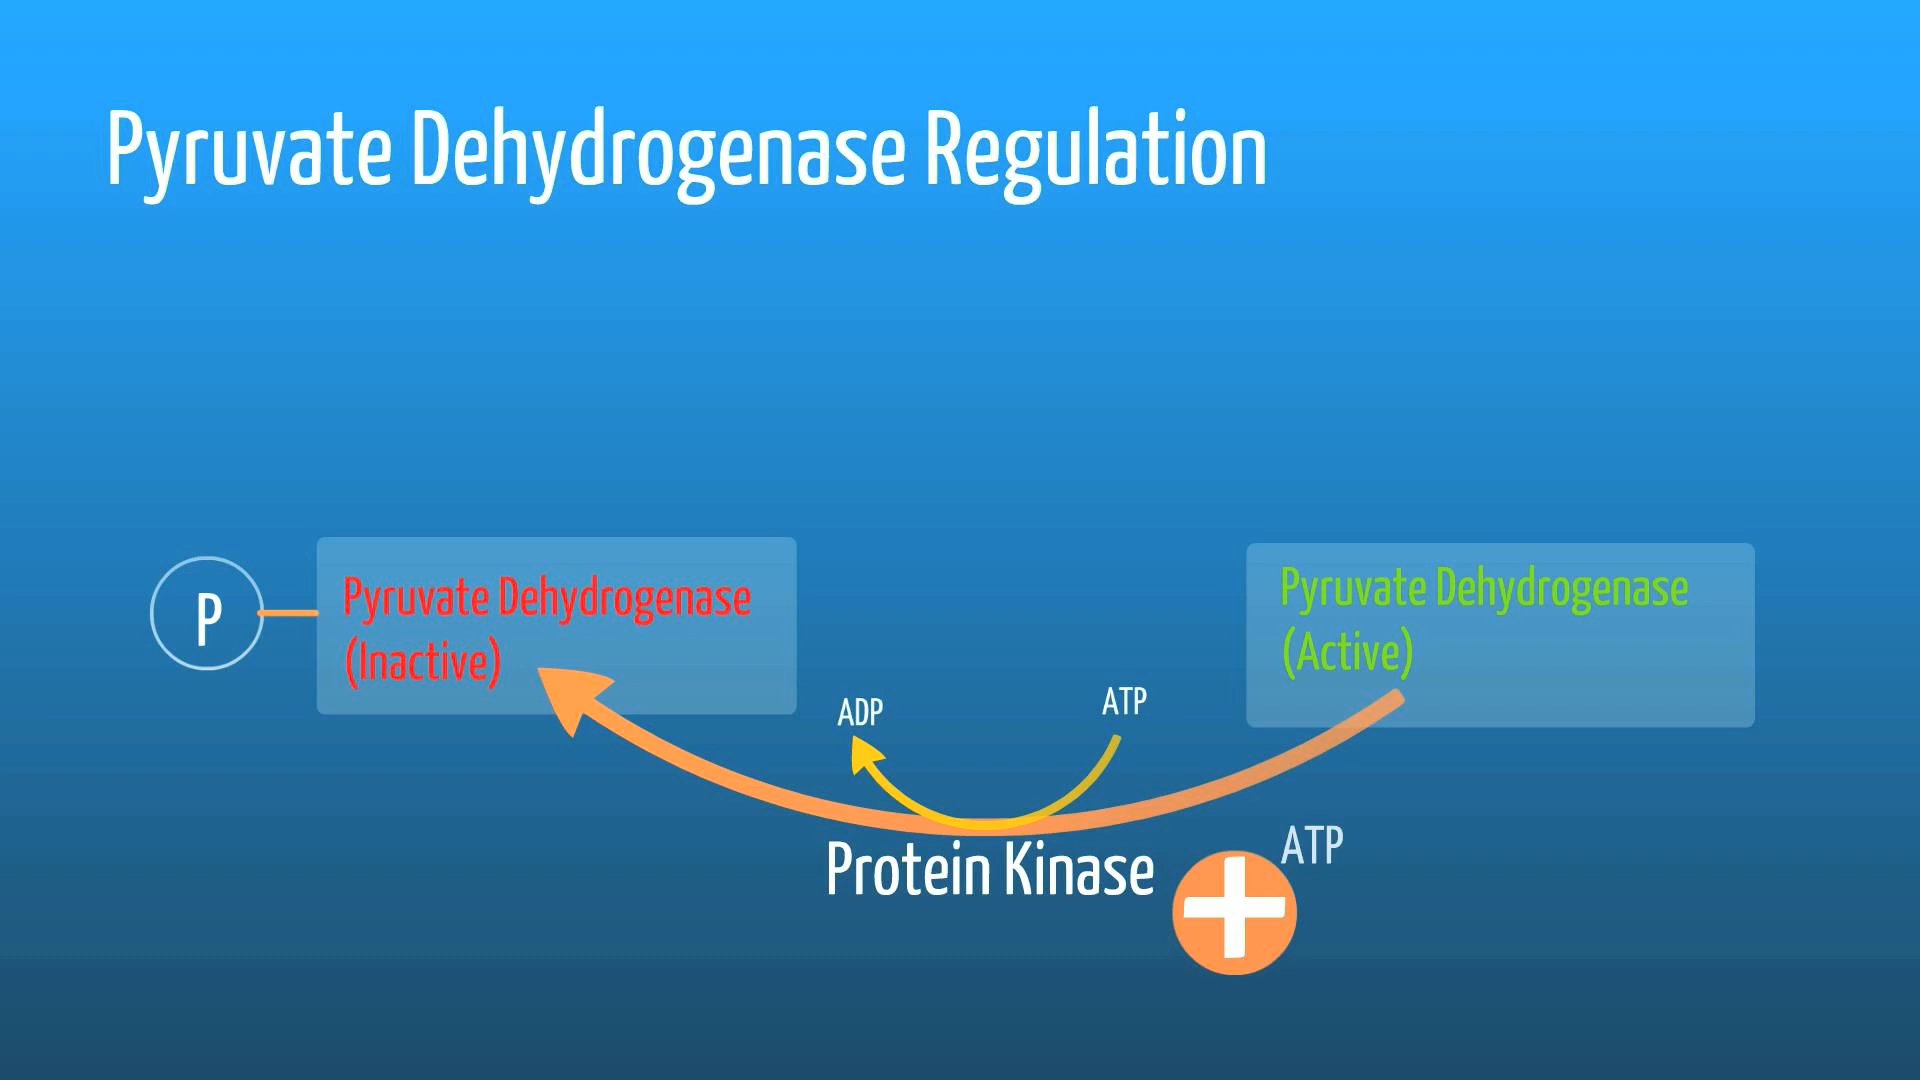 Pyruvate Dehydrogenase Regulation
P
Pyruvate Dehydrogenase
(Inactive)
Pyruvate Dehydrogenase
(Active)
ADP
ATP
Protein Kinase
ATP